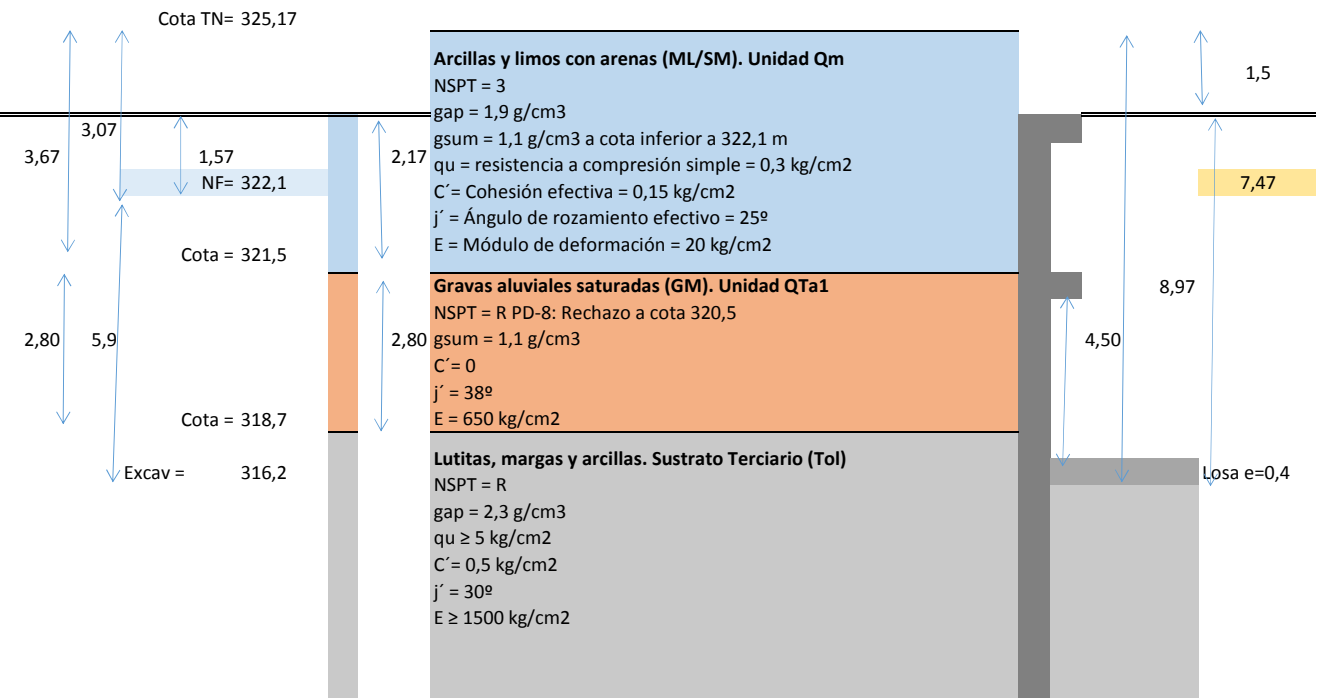 Cota TN= 325,17
Arcillas y limos con arenas (ML/SM). Unidad Qm
NSPT = 3
gap = 1,9 g/cm3
gsum = 1,1 g/cm3 a cota inferior a 322,1 m
qu = resistencia a compresión simple = 0,3 kg/cm2
C´= Cohesión efectiva = 0,15 kg/cm2
j´ = Ángulo de rozamiento efectivo = 25º
E = Módulo de deformación = 20 kg/cm2
1,5
3,07
3,67
1,57
2,17
NF= 322,1
7,47
Cota = 321,5
Gravas aluviales saturadas (GM). Unidad QTa1
NSPT = R PD-8: Rechazo a cota 320,5
gsum = 1,1 g/cm3
C´= 0
j´ = 38º
E = 650 kg/cm2
8,97
2,80
5,9
2,80
4,50
Cota = 318,7
Lutitas, margas y arcillas. Sustrato Terciario (Tol)
NSPT = R
gap = 2,3 g/cm3
qu ≥ 5 kg/cm2
C´= 0,5 kg/cm2
j´ = 30º
E ≥ 1500 kg/cm2
Excav = 316,2
Losa e=0,4